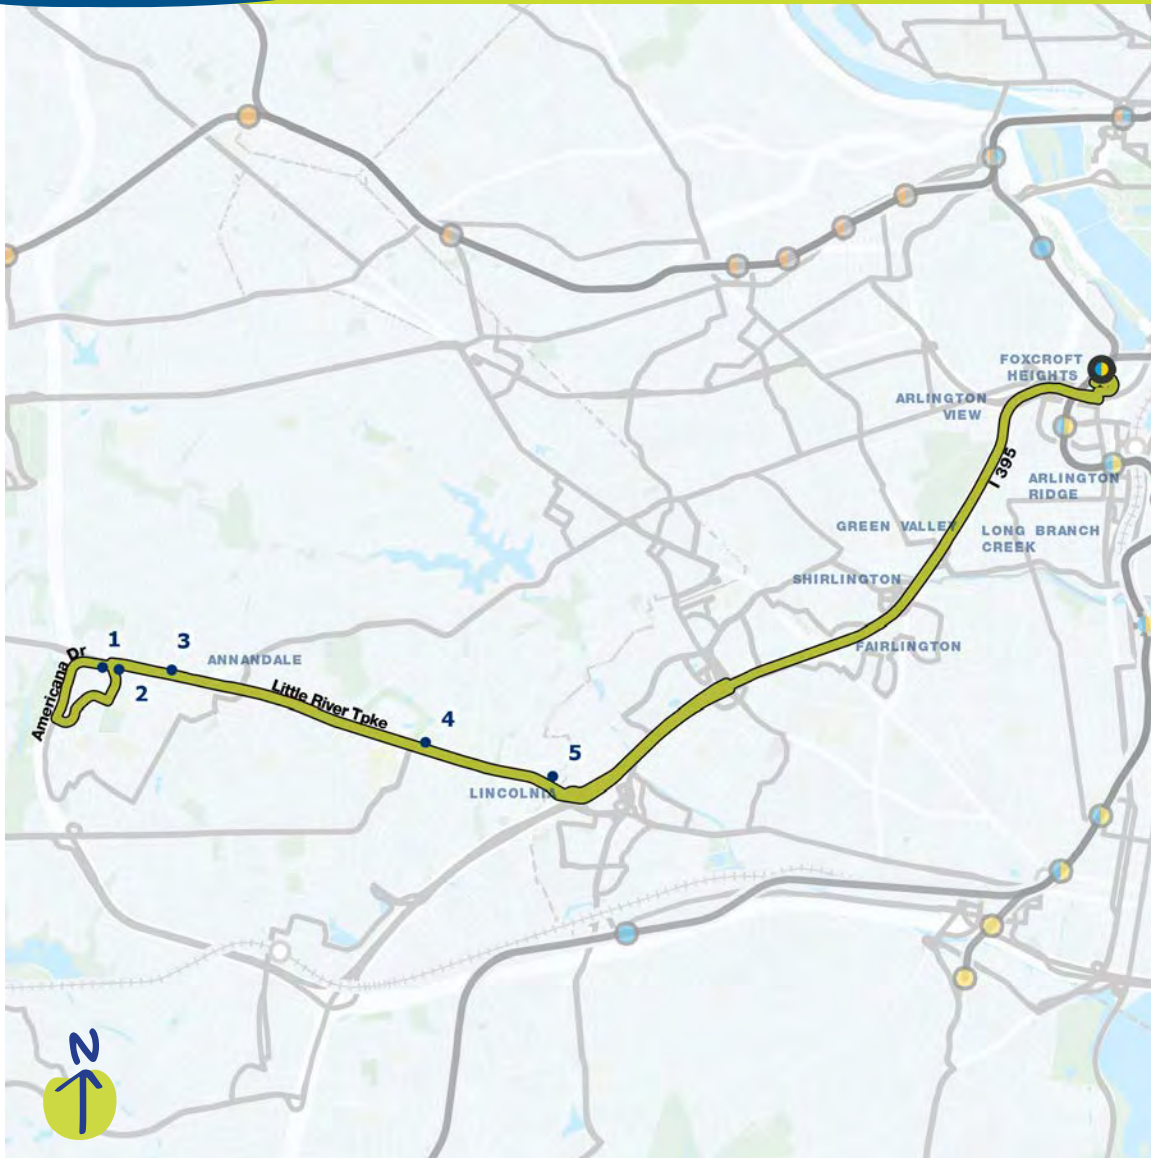 FOXCROFT
HEIGHTS
ARLINGTON
VIEW
I 395
ARLINGTON
RIDGE
GREEN VALLEY
LONG BRANCH
CREEK
SHIRLINGTON
FAIRLINGTON
1
3
Americana Dr
ANNANDALE
2
Little River Tpke
4
5
LINCOLNIA
N